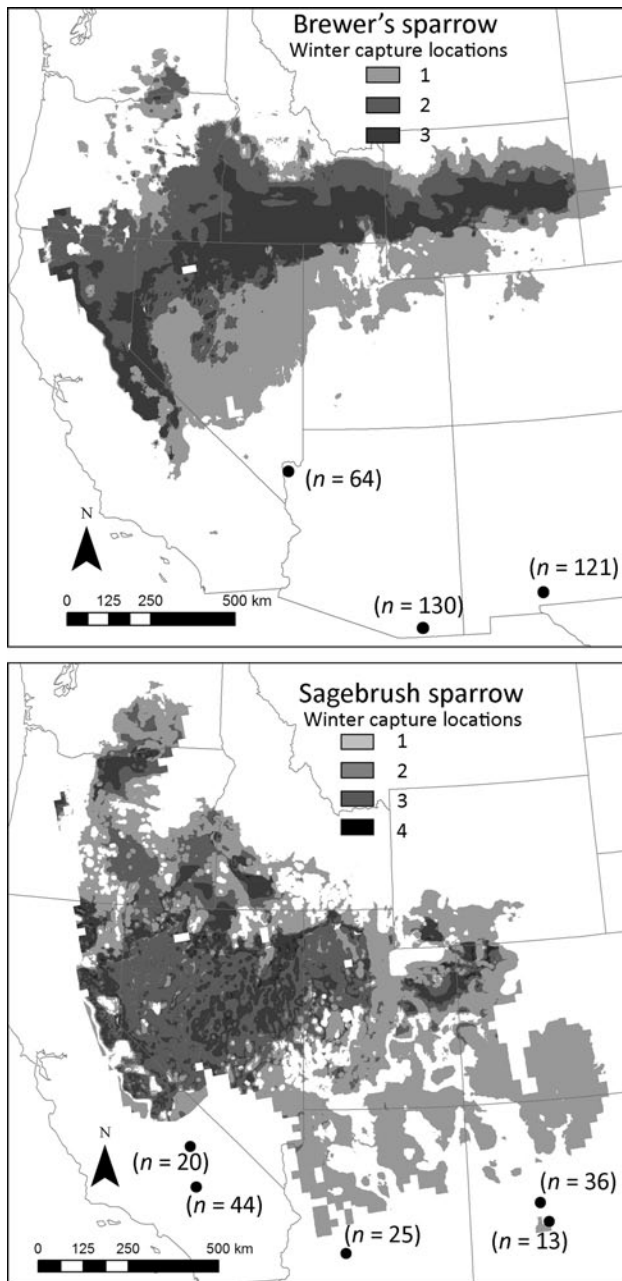 Brewer's sparrow
Winter capture locations
1
2
3
(n = 64)
N
(n = 121)
(n = 130)
0 125 250 500 km
Sagebrush sparrow
Winter capture locations
1
2
3
4
N
(n = 20)
(n = 36)
(n = 44)
(n = 25)
(n = 13)
0 125 250 500 km